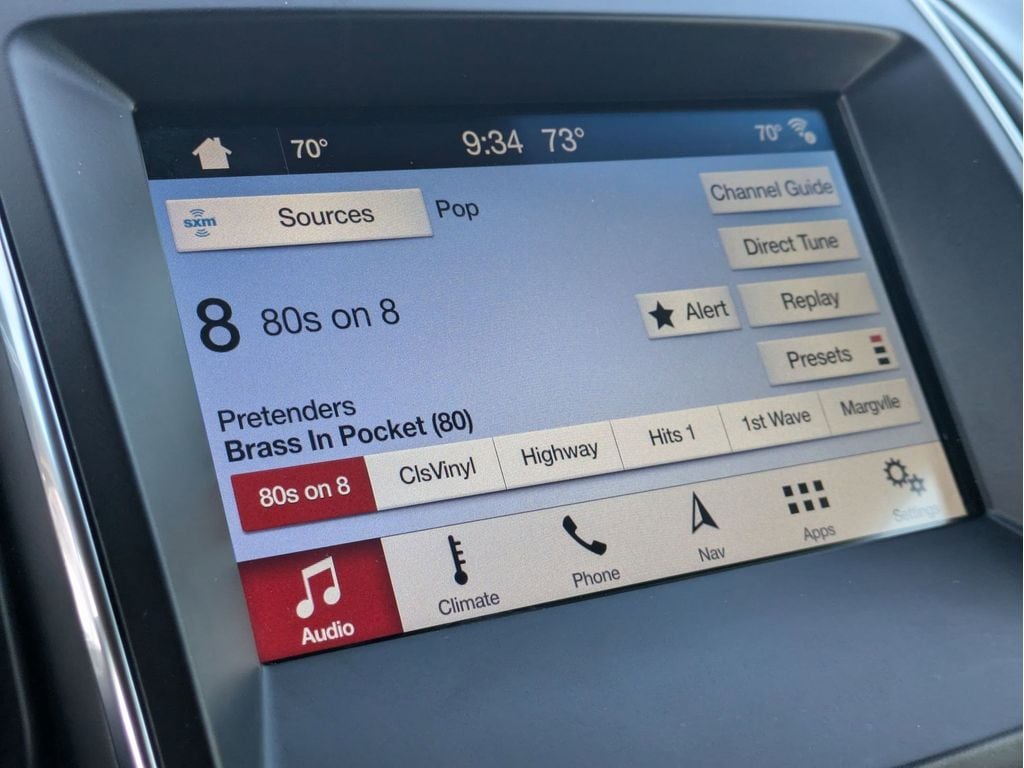 70° 9:34 73° 70°
sxm Sources Pop Channel Guide
Direct Tune
8 80s on 8 Alert Replay
Presets
Pretenders
Brass In Pocket (80)
80s on 8 ClsVinyl Highway Hits 1 1st Wave Margvlle
Audio Climate Phone Nav Apps Settings